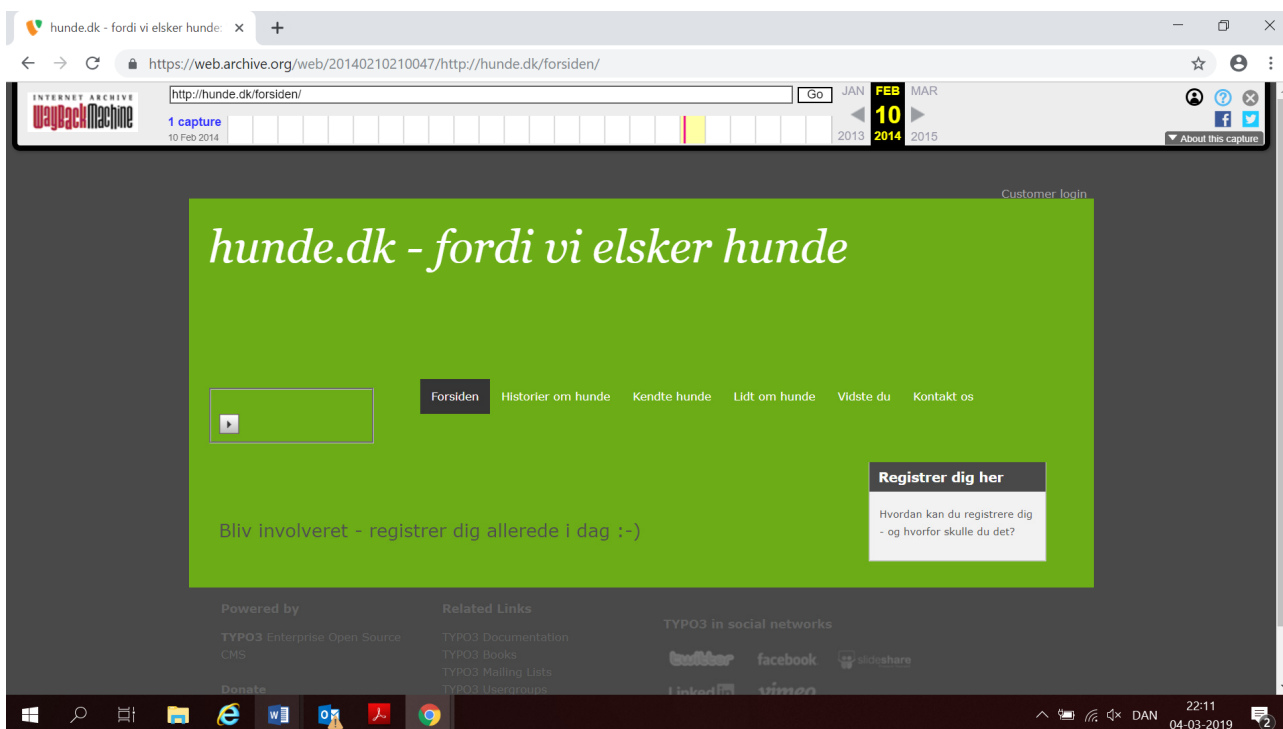 hunde.dk - fordi vi elsker hunde
https://web.archive.org/web/20140210210047/http://hunde.dk/forsiden/
INTERNET ARCHIVE
WayBackMachine
http://hunde.dk/forsiden/
Go
JAN FEB MAR
1 capture
10 Feb 2014
10
2013 2014 2015
About this capture
Customer login
hunde.dk - fordi vi elsker hunde
Forsiden Historier om hunde Kendte hunde Lidt om hunde Vidste du Kontakt os
Registrer dig her
Hvordan kan du registrere dig
- og hvorfor skulle du det?
Bliv involveret - registrer dig allerede i dag :-)
Powered by
TYPO3 Enterprise Open Source
CMS
Donate
Related Links
TYPO3 Documentation
TYPO3 Books
TYPO3 Mailing Lists
TYPO3 Usergroups
TYPO3 in social networks
twitter facebook slideshare
Linked in vimeo
DAN
22:11
04-03-2019
2